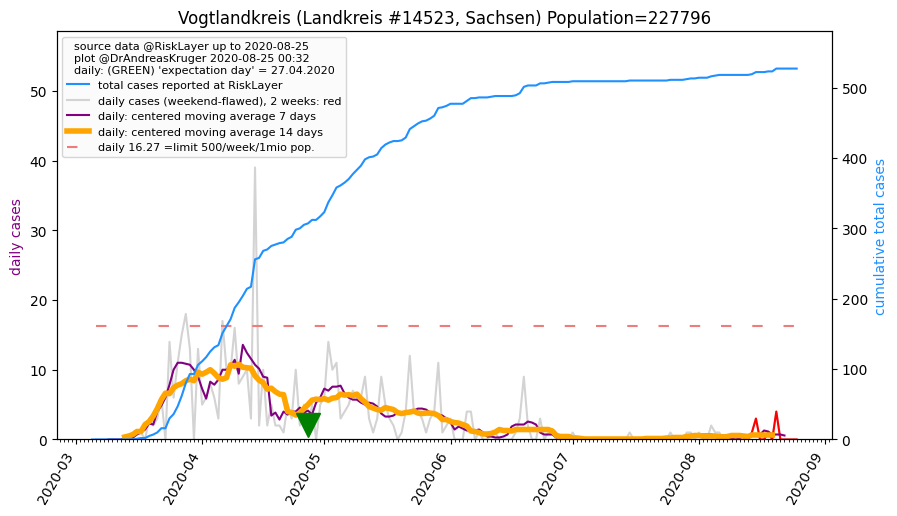 Vogtlandkreis (Landkreis #14523, Sachsen) Population=227796
source data @RiskLayer up to 2020-08-25
plot @DrAndreasKruger 2020-08-25 00:32
daily: (GREEN) 'expectation day' = 27.04.2020
total cases reported at RiskLayer
daily cases (weekend-flawed), 2 weeks: red
daily: centered moving average 7 days
daily: centered moving average 14 days
daily 16.27 =limit 500/week/1mio pop.
daily cases
50
40
30
20
10
0
cumulative total cases
500
400
300
200
100
0
2020-03
2020-04
2020-05
2020-06
2020-07
2020-08
2020-09